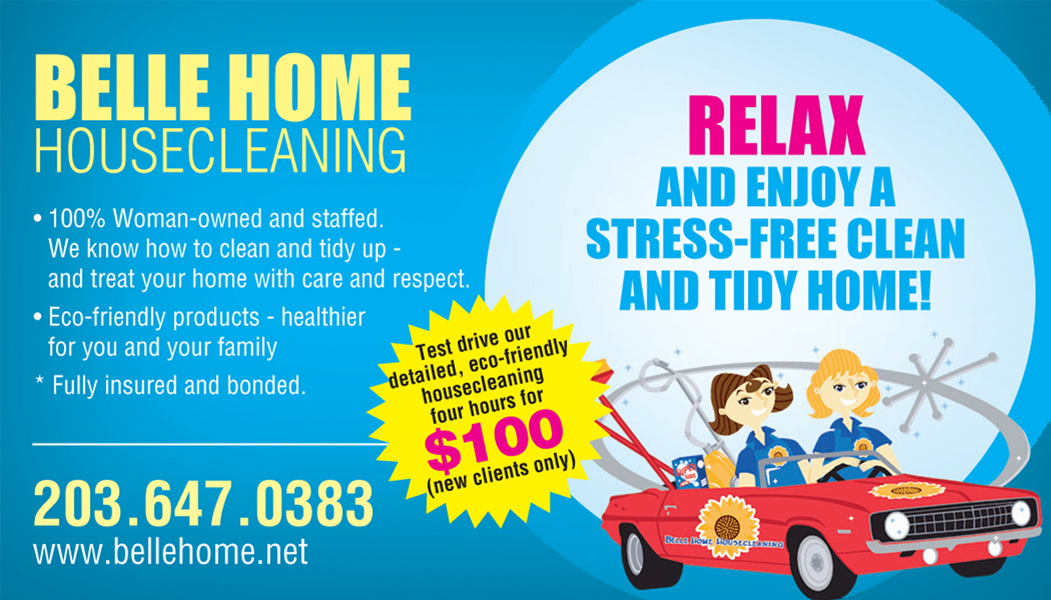 BELLE HOME
HOUSECLEANING
• 100% Woman-owned and staffed.
We know how to clean and tidy up -
and treat your home with care and respect.
• Eco-friendly products - healthier
for you and your family
* Fully insured and bonded.
203.647.0383
www.bellehome.net
Test drive our
detailed, eco-friendly
housecleaning
four hours for
$100
(new clients only)
RELAX
AND ENJOY A
STRESS-FREE CLEAN
AND TIDY HOME!
BELLE HOME HOUSECLEANING